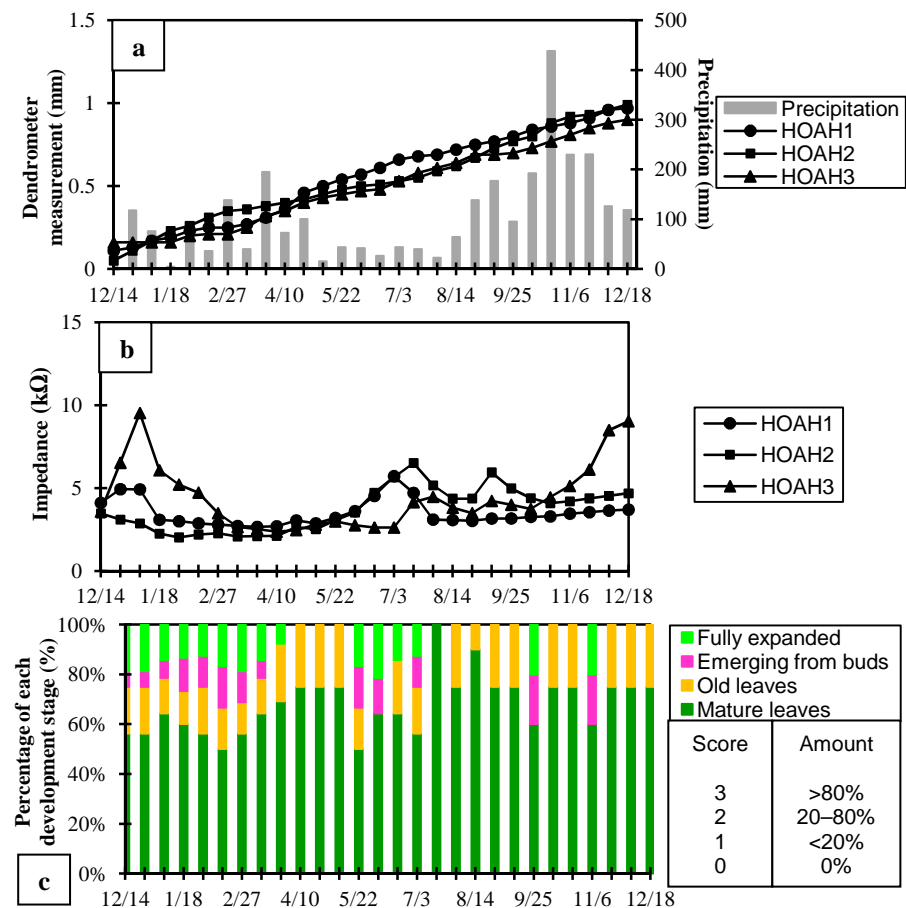 a
1.5
1
0.5
0
500
400
300
200
100
0
Dendrometer
measurement (mm)
Precipitation (mm)
12/14 1/18 2/27 4/10 5/22 7/3 8/14 9/25 11/6 12/18
Precipitation
HOAH1
HOAH2
HOAH3
b
15
10
5
0
Impedance (kΩ)
12/14 1/18 2/27 4/10 5/22 7/3 8/14 9/25 11/6 12/18
HOAH1
HOAH2
HOAH3
c
100%
80%
60%
40%
20%
0%
Percentage of each
development stage (%)
12/14 1/18 2/27 4/10 5/22 7/3 8/14 9/25 11/6 12/18
Fully expanded
Emerging from buds
Old leaves
Mature leaves
Score Amount
3 >80%
2 20–80%
1 <20%
0 0%